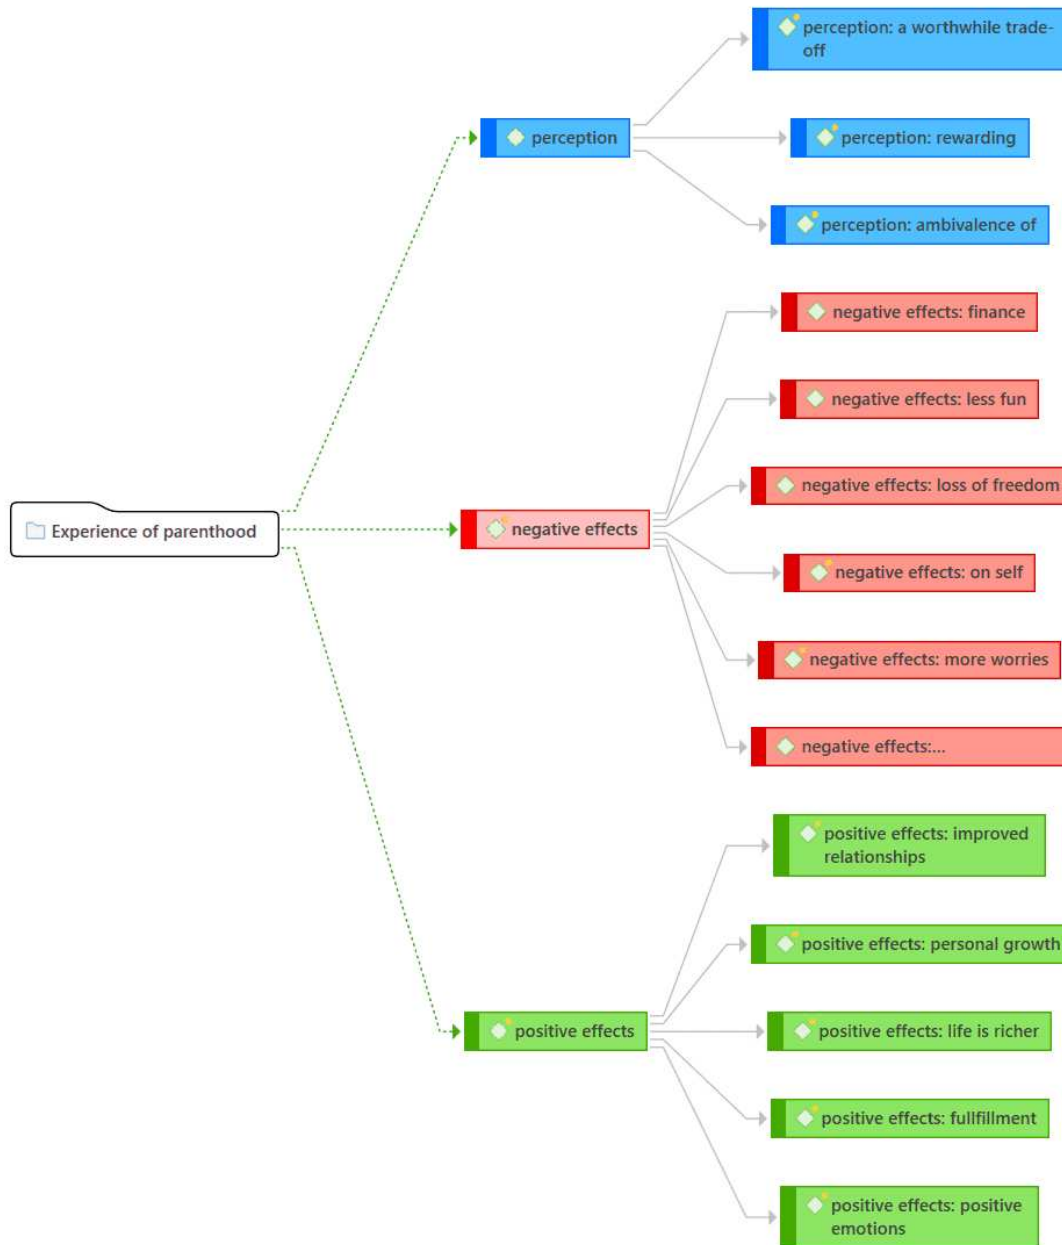 perception: a worthwhile trade-
off
perception
perception: rewarding
perception: ambivalence of
negative effects: finance
negative effects: less fun
negative effects: loss of freedom
Experience of parenthood
negative effects
negative effects: on self
negative effects: more worries
negative effects:...
positive effects: improved
relationships
positive effects: personal growth
positive effects
positive effects: life is richer
positive effects: fullfillment
positive effects: positive
emotions